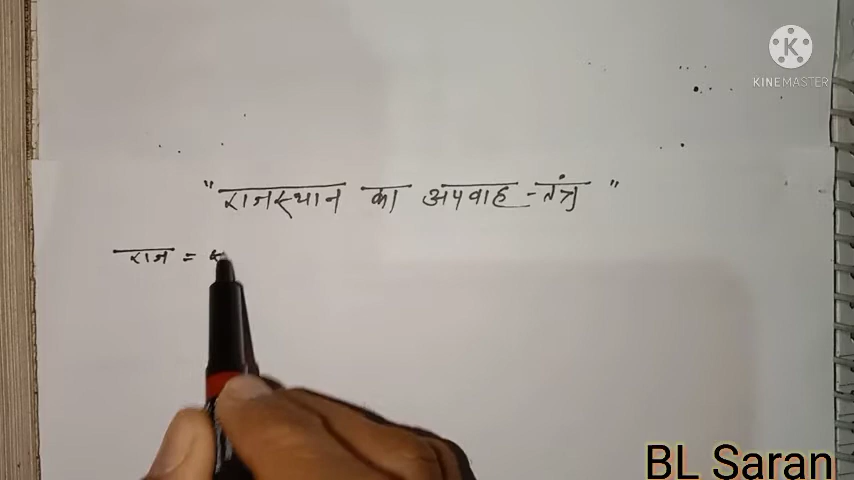 KINEMASTER
"राजस्थान का अपवाह-तंत्र"
राज =
BL Saran